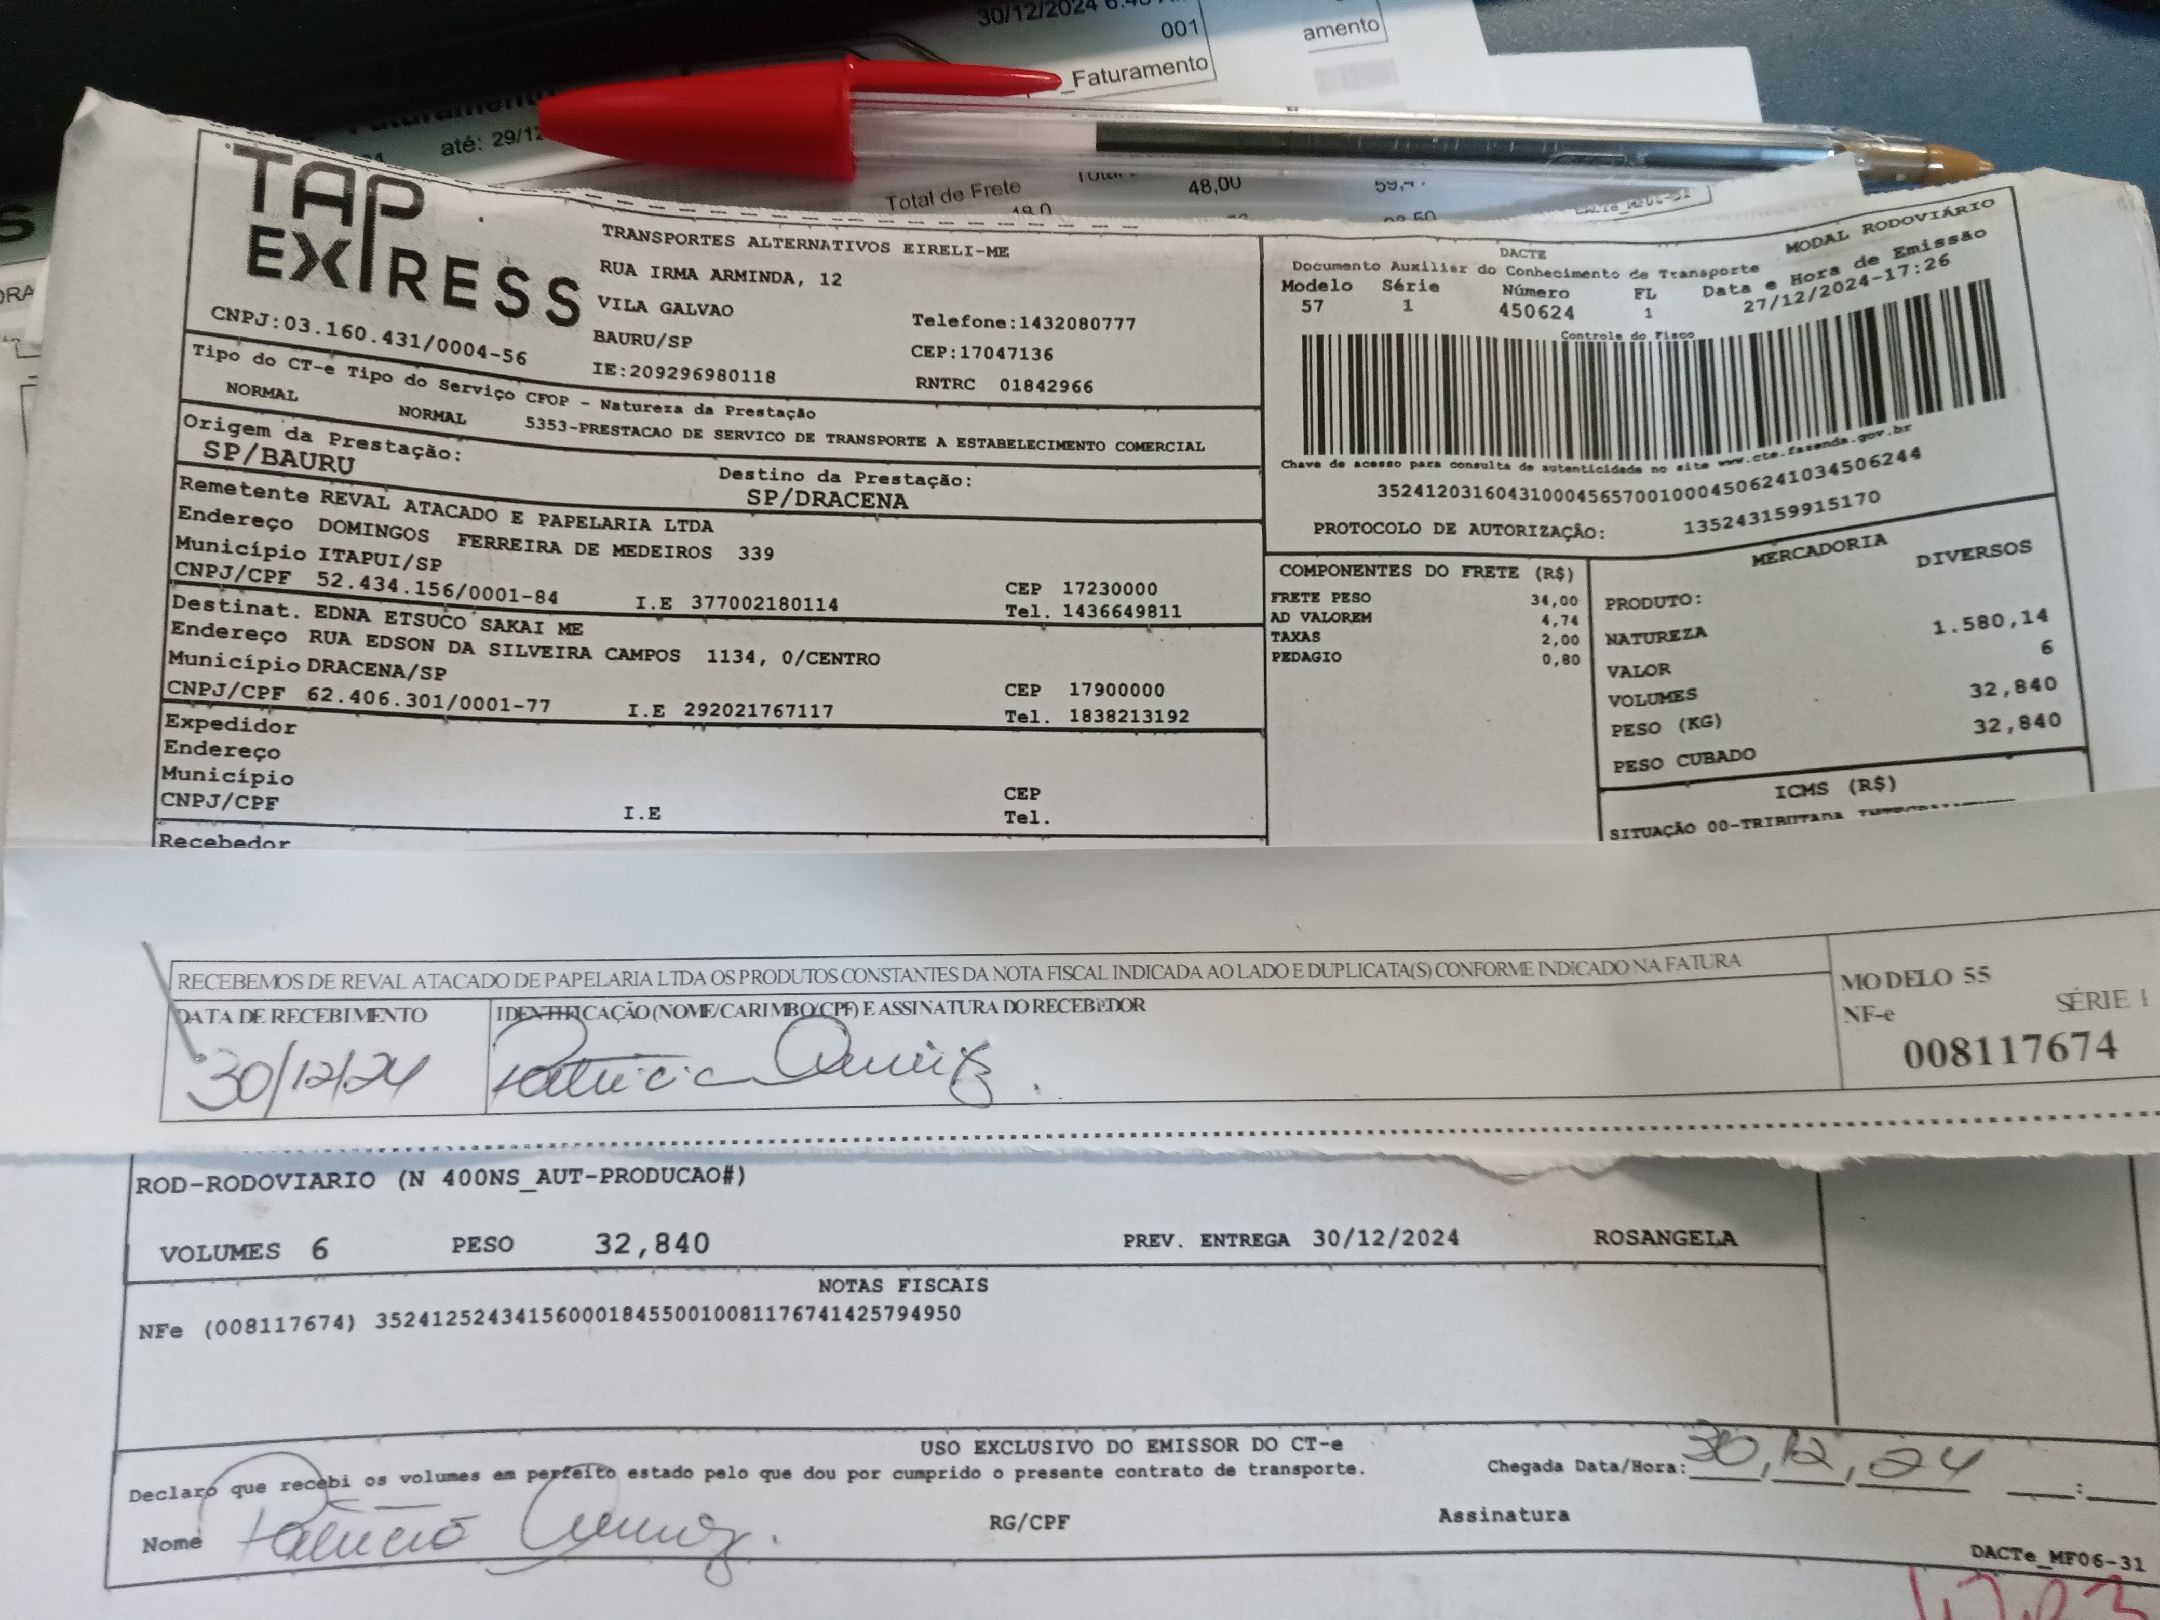 30/12/2024
001
amento
_Faturamento
até: 29/12
Total de Frete
48,00
TAP EXPRESS
CNPJ:03.160.431/0004-56
TRANSPORTES ALTERNATIVOS EIRELI-ME
RUA IRMA ARMINDA, 12
VILA GALVAO
BAURU/SP
IE:209296980118
Telefone:1432080777
CEP:17047136
RNTRC 01842966
DACTE
MODAL RODOVIÁRIO
Documento Auxiliar do Conhecimento de Transporte
Modelo Série Número FL Data e Hora de Emissão
57 1 450624 1 27/12/2024-17:26
Controle do Fisco
Chave de acesso para consulta de autenticidade no site www.cte.fazenda.gov.br
35241203160431000456570010004506241034506244
PROTOCOLO DE AUTORIZAÇÃO: 135243159915170
Tipo do CT-e Tipo do Serviço CFOP - Natureza da Prestação
NORMAL NORMAL 5353-PRESTACAO DE SERVICO DE TRANSPORTE A ESTABELECIMENTO COMERCIAL
Origem da Prestação: Destino da Prestação:
SP/BAURU SP/DRACENA
Remetente REVAL ATACADO E PAPELARIA LTDA
Endereço DOMINGOS FERREIRA DE MEDEIROS 339
Município ITAPUI/SP CEP 17230000
CNPJ/CPF 52.434.156/0001-84 I.E 377002180114 Tel. 1436649811
Destinat. EDNA ETSUCO SAKAI ME
Endereço RUA EDSON DA SILVEIRA CAMPOS 1134, 0/CENTRO
Município DRACENA/SP CEP 17900000
CNPJ/CPF 62.406.301/0001-77 I.E 292021767117 Tel. 1838213192
Expedidor
Endereço
Município CEP
CNPJ/CPF I.E Tel.
Recebedor
COMPONENTES DO FRETE (R$)
FRETE PESO 34,00
AD VALOREM 4,74
TAXAS 2,00
PEDAGIO 0,80
MERCADORIA
PRODUTO: DIVERSOS
NATUREZA
VALOR 1.580,14
VOLUMES 6
PESO (KG) 32,840
PESO CUBADO 32,840
ICMS (R$)
SITUAÇÃO 00-TRIBUTADA INTEGRALMENTE
RECEBEMOS DE REVAL ATACADO DE PAPELARIA LTDA OS PRODUTOS CONSTANTES DA NOTA FISCAL INDICADA AO LADO E DUPLICATA(S) CONFORME INDICADO NA FATURA
DATA DE RECEBIMENTO IDENTIFICAÇÃO (NOME/CARIMBO/CPF) E ASSINATURA DO RECEBEDOR
30/12/24 Patricia Queiroz.
MODELO 55
NF-e SÉRIE 1
008117674
ROD-RODOVIARIO (N 400NS_AUT-PRODUCAO#)
VOLUMES 6 PESO 32,840 PREV. ENTREGA 30/12/2024 ROSANGELA
NOTAS FISCAIS
NFe (008117674) 35241252434156000184550010081176741425794950
USO EXCLUSIVO DO EMISSOR DO CT-e
Declaro que recebi os volumes em perfeito estado pelo que dou por cumprido o presente contrato de transporte. Chegada Data/Hora: 30,12,24
Nome Patricia Queiroz. RG/CPF Assinatura
DACTe_MF06-31